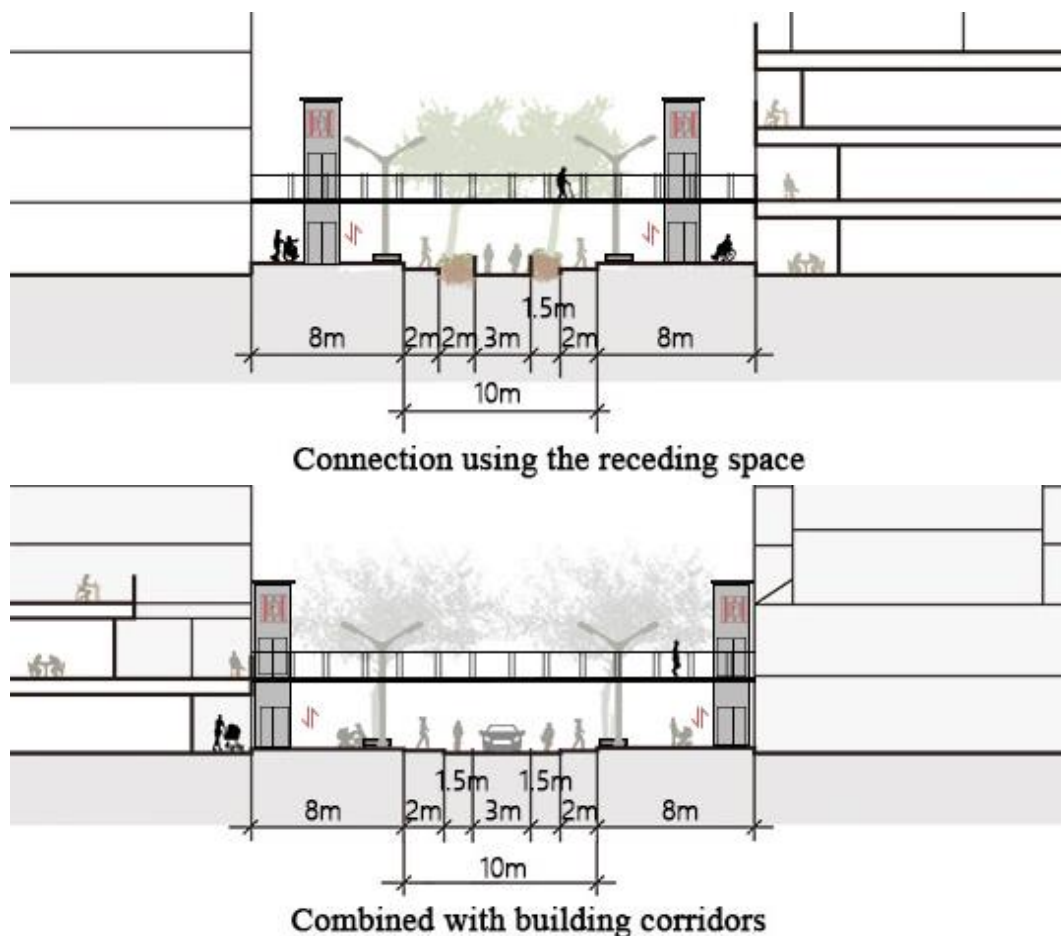 1.5m
8m 2m 2m 3m 2m 8m
10m
Connection using the receding space
1.5m 1.5m
8m 2m 3m 2m 8m
10m
Combined with building corridors